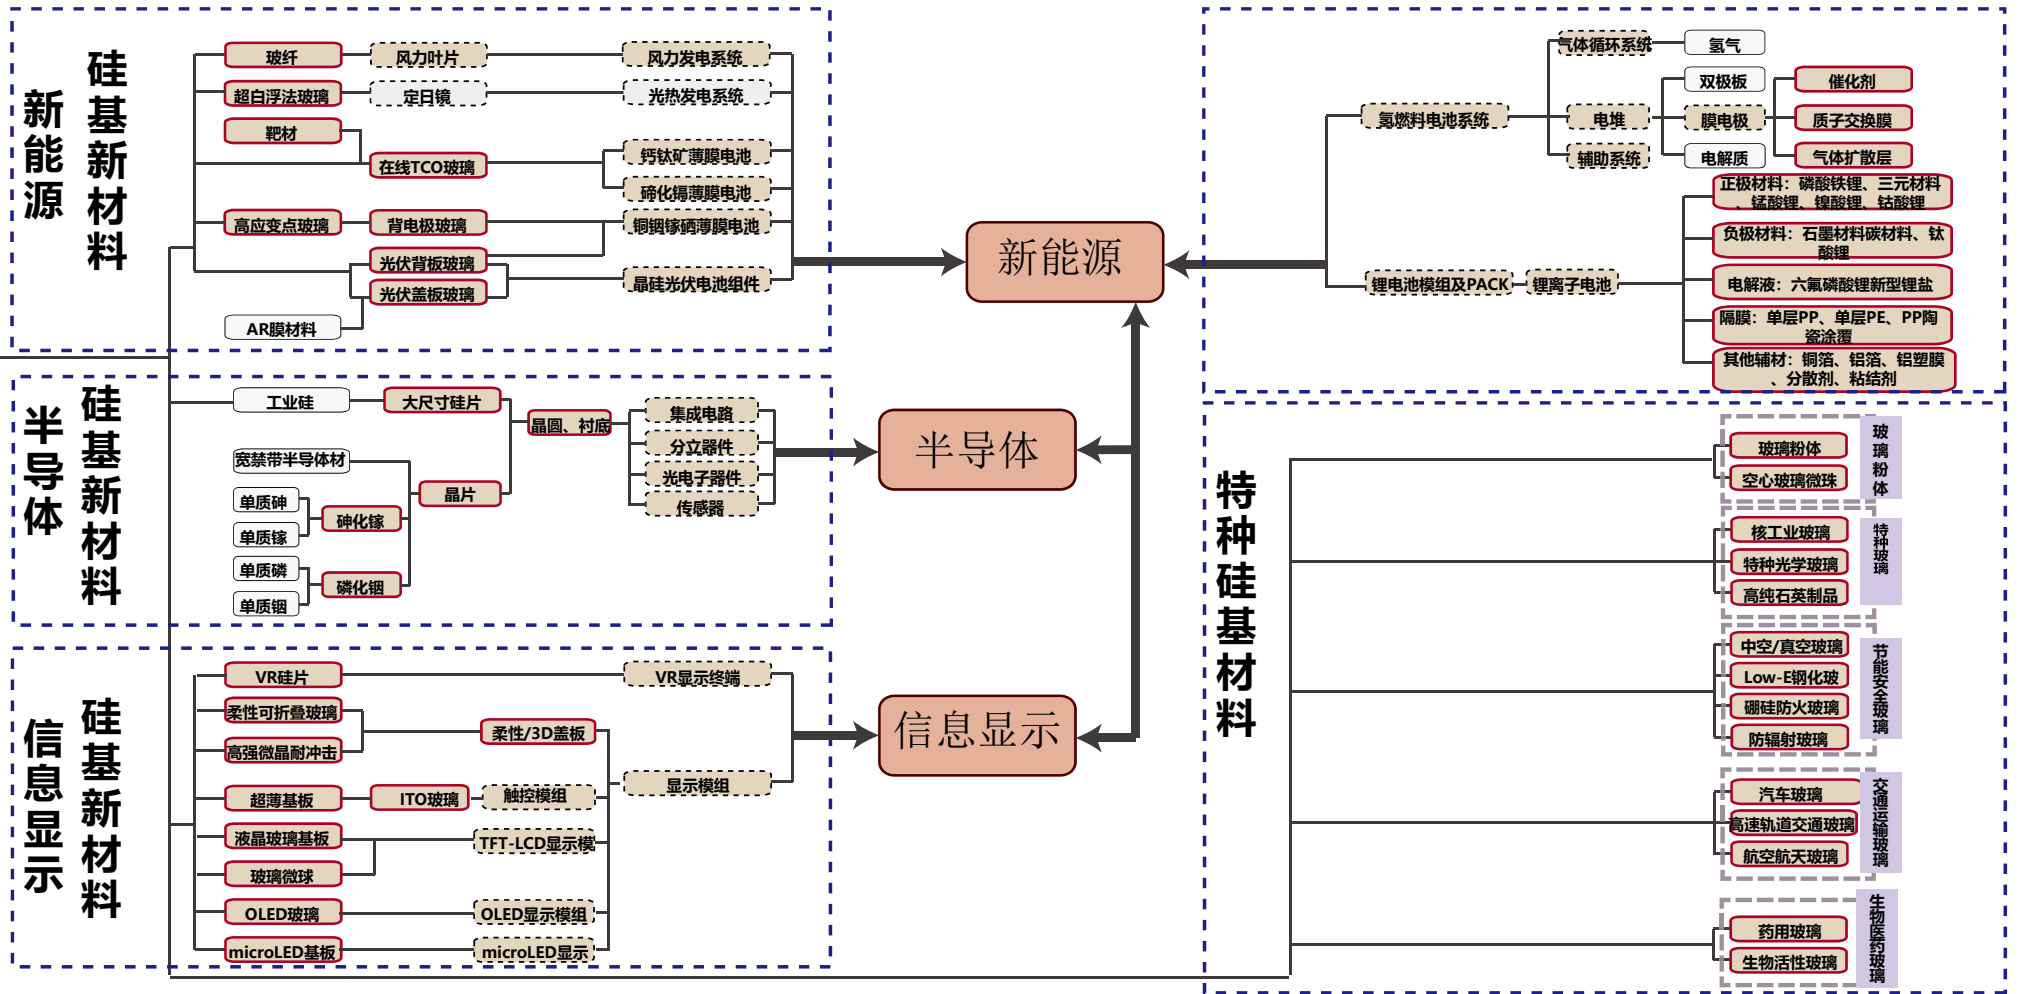 新能源
硅基新材料
玻纤
风力叶片
风力发电系统
超白浮法玻璃
定日镜
光热发电系统
靶材
在线TCO玻璃
钙钛矿薄膜电池
碲化镉薄膜电池
高应变点玻璃
背电极玻璃
铜铟镓硒薄膜电池
光伏背板玻璃
光伏盖板玻璃
晶硅光伏电池组件
AR膜材料
半导体
硅基新材料
工业硅
大尺寸硅片
晶圆、衬底
集成电路
分立器件
光电子器件
传感器
宽禁带半导体材
晶片
单质砷
单质镓
砷化镓
单质磷
单质铟
磷化铟
信息显示
硅基新材料
VR硅片
VR显示终端
柔性可折叠玻璃
高强微晶耐冲击
柔性/3D盖板
显示模组
超薄基板
ITO玻璃
触控模组
液晶玻璃基板
TFT-LCD显示模
玻璃微球
OLED玻璃
OLED显示模组
microLED基板
microLED显示
新能源
半导体
信息显示
气体循环系统
氢气
氢燃料电池系统
电堆
辅助系统
双极板
膜电极
电解质
催化剂
质子交换膜
气体扩散层
锂电池模组及PACK
锂离子电池
正极材料：磷酸铁锂、三元材料
、锰酸锂、镍酸锂、钴酸锂
负极材料：石墨材料碳材料、钛
酸锂
电解液：六氟磷酸锂新型锂盐
隔膜：单层PP、单层PE、PP陶
瓷涂覆
其他辅材：铜箔、铝箔、铝塑膜
、分散剂、粘结剂
特种硅基材料
玻璃粉体
空心玻璃微珠
玻璃粉体
核工业玻璃
特种光学玻璃
高纯石英制品
特种玻璃
中空/真空玻璃
Low-E钢化玻
硼硅防火玻璃
防辐射玻璃
节能安全玻璃
汽车玻璃
高速轨道交通玻璃
航空航天玻璃
交通运输玻璃
药用玻璃
生物活性玻璃
生物医药玻璃